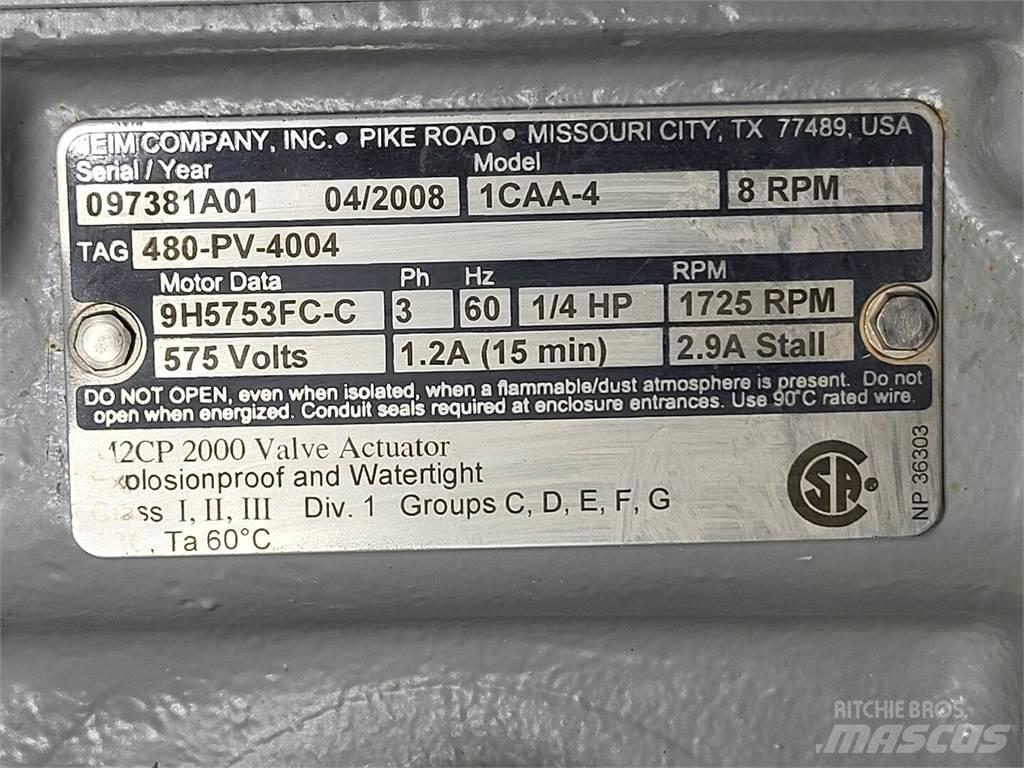 EIM COMPANY, INC. • PIKE ROAD • MISSOURI CITY, TX 77489, USA
Serial / Year Model
097381A01 04/2008 1CAA-4 8 RPM
TAG 480-PV-4004
Motor Data Ph Hz RPM
9H5753FC-C 3 60 1/4 HP 1725 RPM
575 Volts 1.2A (15 min) 2.9A Stall
DO NOT OPEN, even when isolated, when a flammable/dust atmosphere is present. Do not
open when energized. Conduit seals required at enclosure entrances. Use 90°C rated wire.
2000 Valve Actuator
Explosionproof and Watertight
Class I, II, III Div. 1 Groups C, D, E, F, G
Ta 60°C
NP 36303
SA
RITCHIE BROS.
MASCUS